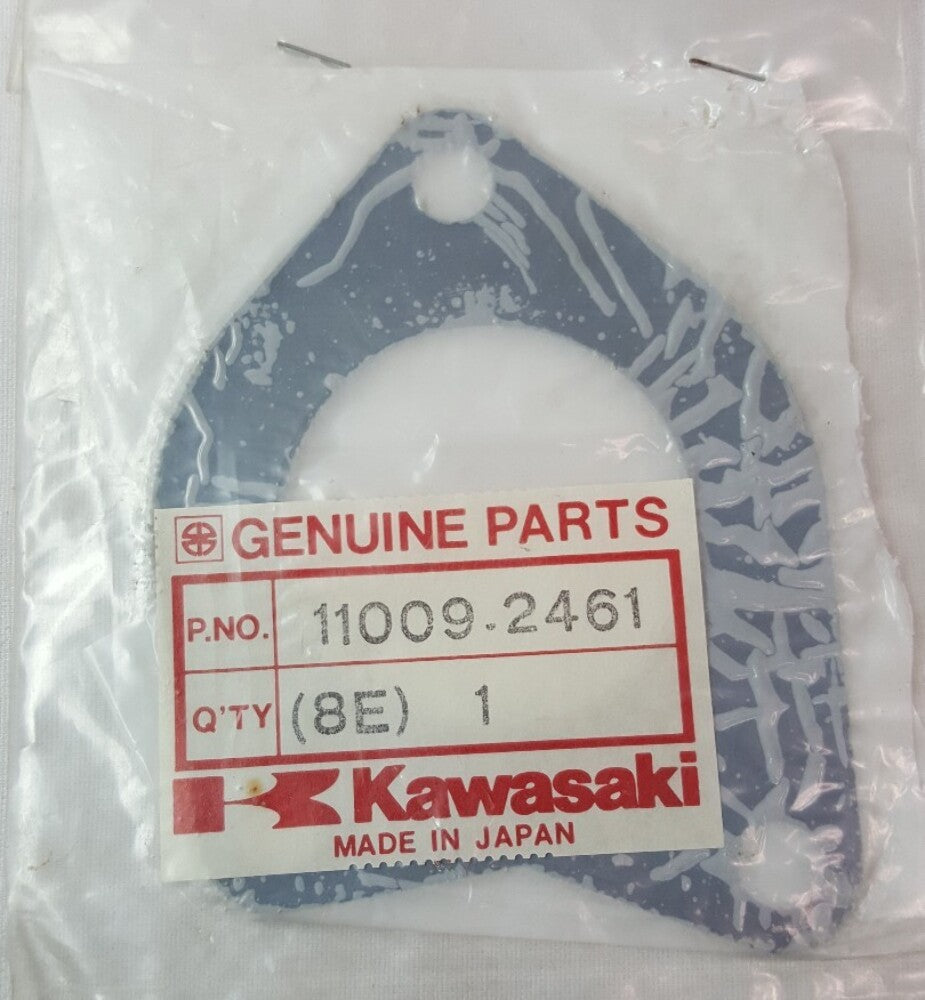 GENUINE PARTS
P.NO. 11009-2461
Q'TY (8E) 1
Kawasaki
MADE IN JAPAN